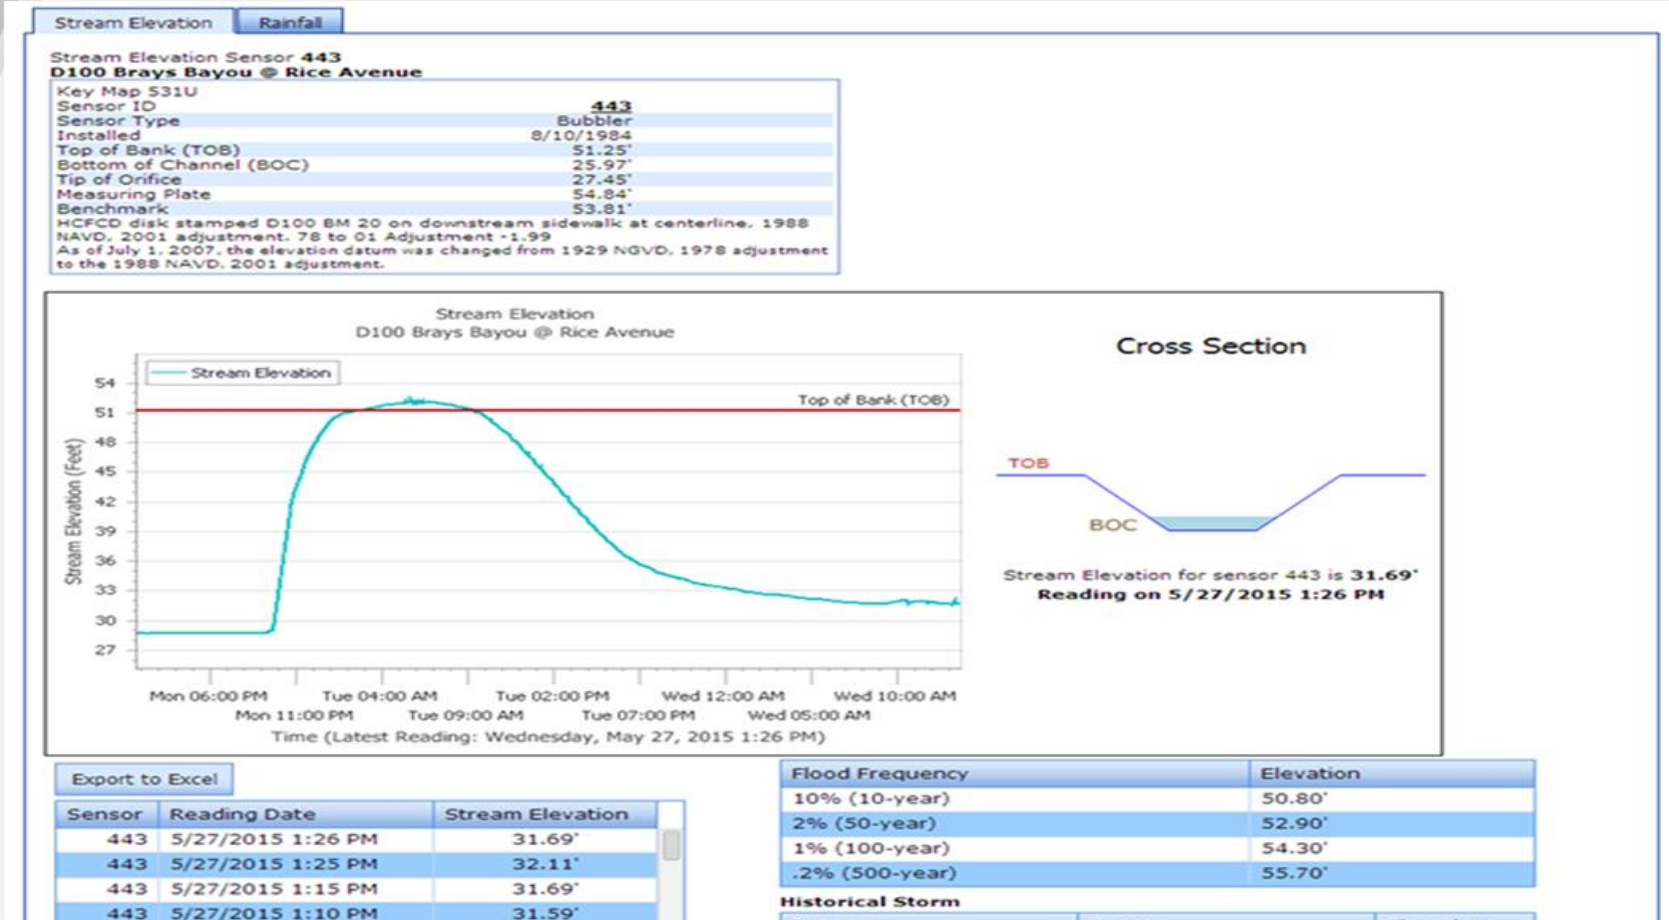 Stream Elevation Rainfall
Stream Elevation Sensor 443
D100 Brays Bayou @ Rice Avenue
Key Map 531U
Sensor ID 443
Sensor Type Bubbler
Installed 8/10/1984
Top of Bank (TOB) 51.25'
Bottom of Channel (BOC) 25.97'
Tip of Orifice 27.45'
Measuring Plate 54.84'
Benchmark 53.81'
HCFCD disk stamped D100 BM 20 on downstream sidewalk at centerline, 1988
NAVD, 2001 adjustment. 78 to 01 Adjustment -1.99
As of July 1, 2007, the elevation datum was changed from 1929 NGVD, 1978 adjustment
to the 1988 NAVD, 2001 adjustment.
Stream Elevation
D100 Brays Bayou @ Rice Avenue
Stream Elevation
Top of Bank (TOB)
Stream Elevation (Feet)
54
51
48
45
42
39
36
33
30
27
Mon 06:00 PM Tue 04:00 AM Tue 02:00 PM Wed 12:00 AM Wed 10:00 AM
Mon 11:00 PM Tue 09:00 AM Tue 07:00 PM Wed 05:00 AM
Time (Latest Reading: Wednesday, May 27, 2015 1:26 PM)
Cross Section
TOB
BOC
Stream Elevation for sensor 443 is 31.69'
Reading on 5/27/2015 1:26 PM
Export to Excel
Sensor Reading Date Stream Elevation
443 5/27/2015 1:26 PM 31.69'
443 5/27/2015 1:25 PM 32.11'
443 5/27/2015 1:15 PM 31.69'
443 5/27/2015 1:10 PM 31.59'
Flood Frequency Elevation
10% (10-year) 50.80'
2% (50-year) 52.90'
1% (100-year) 54.30'
.2% (500-year) 55.70'
Historical Storm